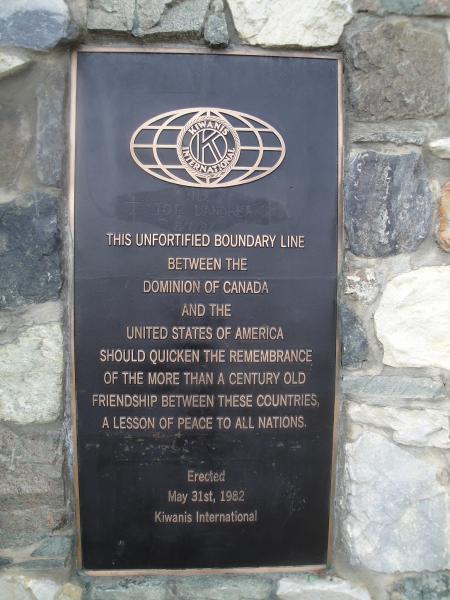 KIWANIS
K
INTERNATIONAL
THIS UNFORTIFIED BOUNDARY LINE
BETWEEN THE
DOMINION OF CANADA
AND THE
UNITED STATES OF AMERICA
SHOULD QUICKEN THE REMEMBRANCE
OF THE MORE THAN A CENTURY OLD
FRIENDSHIP BETWEEN THESE COUNTRIES,
A LESSON OF PEACE TO ALL NATIONS.
Erected
May 31st, 1982
Kiwanis International